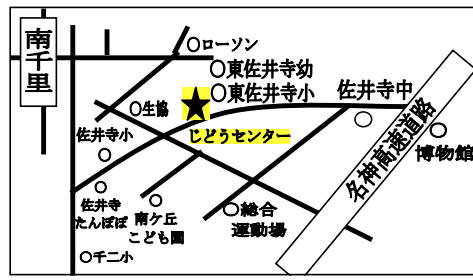 南千里
ローソン
東佐井寺幼
東佐井寺小
佐井寺中
生協
じどうセンター
佐井寺小
名神高速道路
博物館
佐井寺
たんぽぽ
南ケ丘
こども園
総合
運動場
千二小